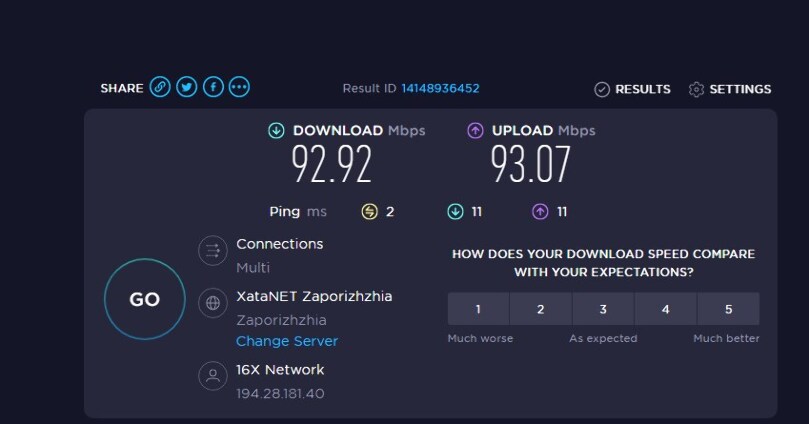 SHARE
Result ID 14148936452
RESULTS
SETTINGS
DOWNLOAD Mbps
UPLOAD Mbps
92.92
93.07
Ping ms 2 11 11
Connections
Multi
XataNET Zaporizhzhia
Zaporizhzhia
Change Server
16X Network
194.28.181.40
GO
HOW DOES YOUR DOWNLOAD SPEED COMPARE
WITH YOUR EXPECTATIONS?
1 2 3 4 5
Much worse As expected Much better